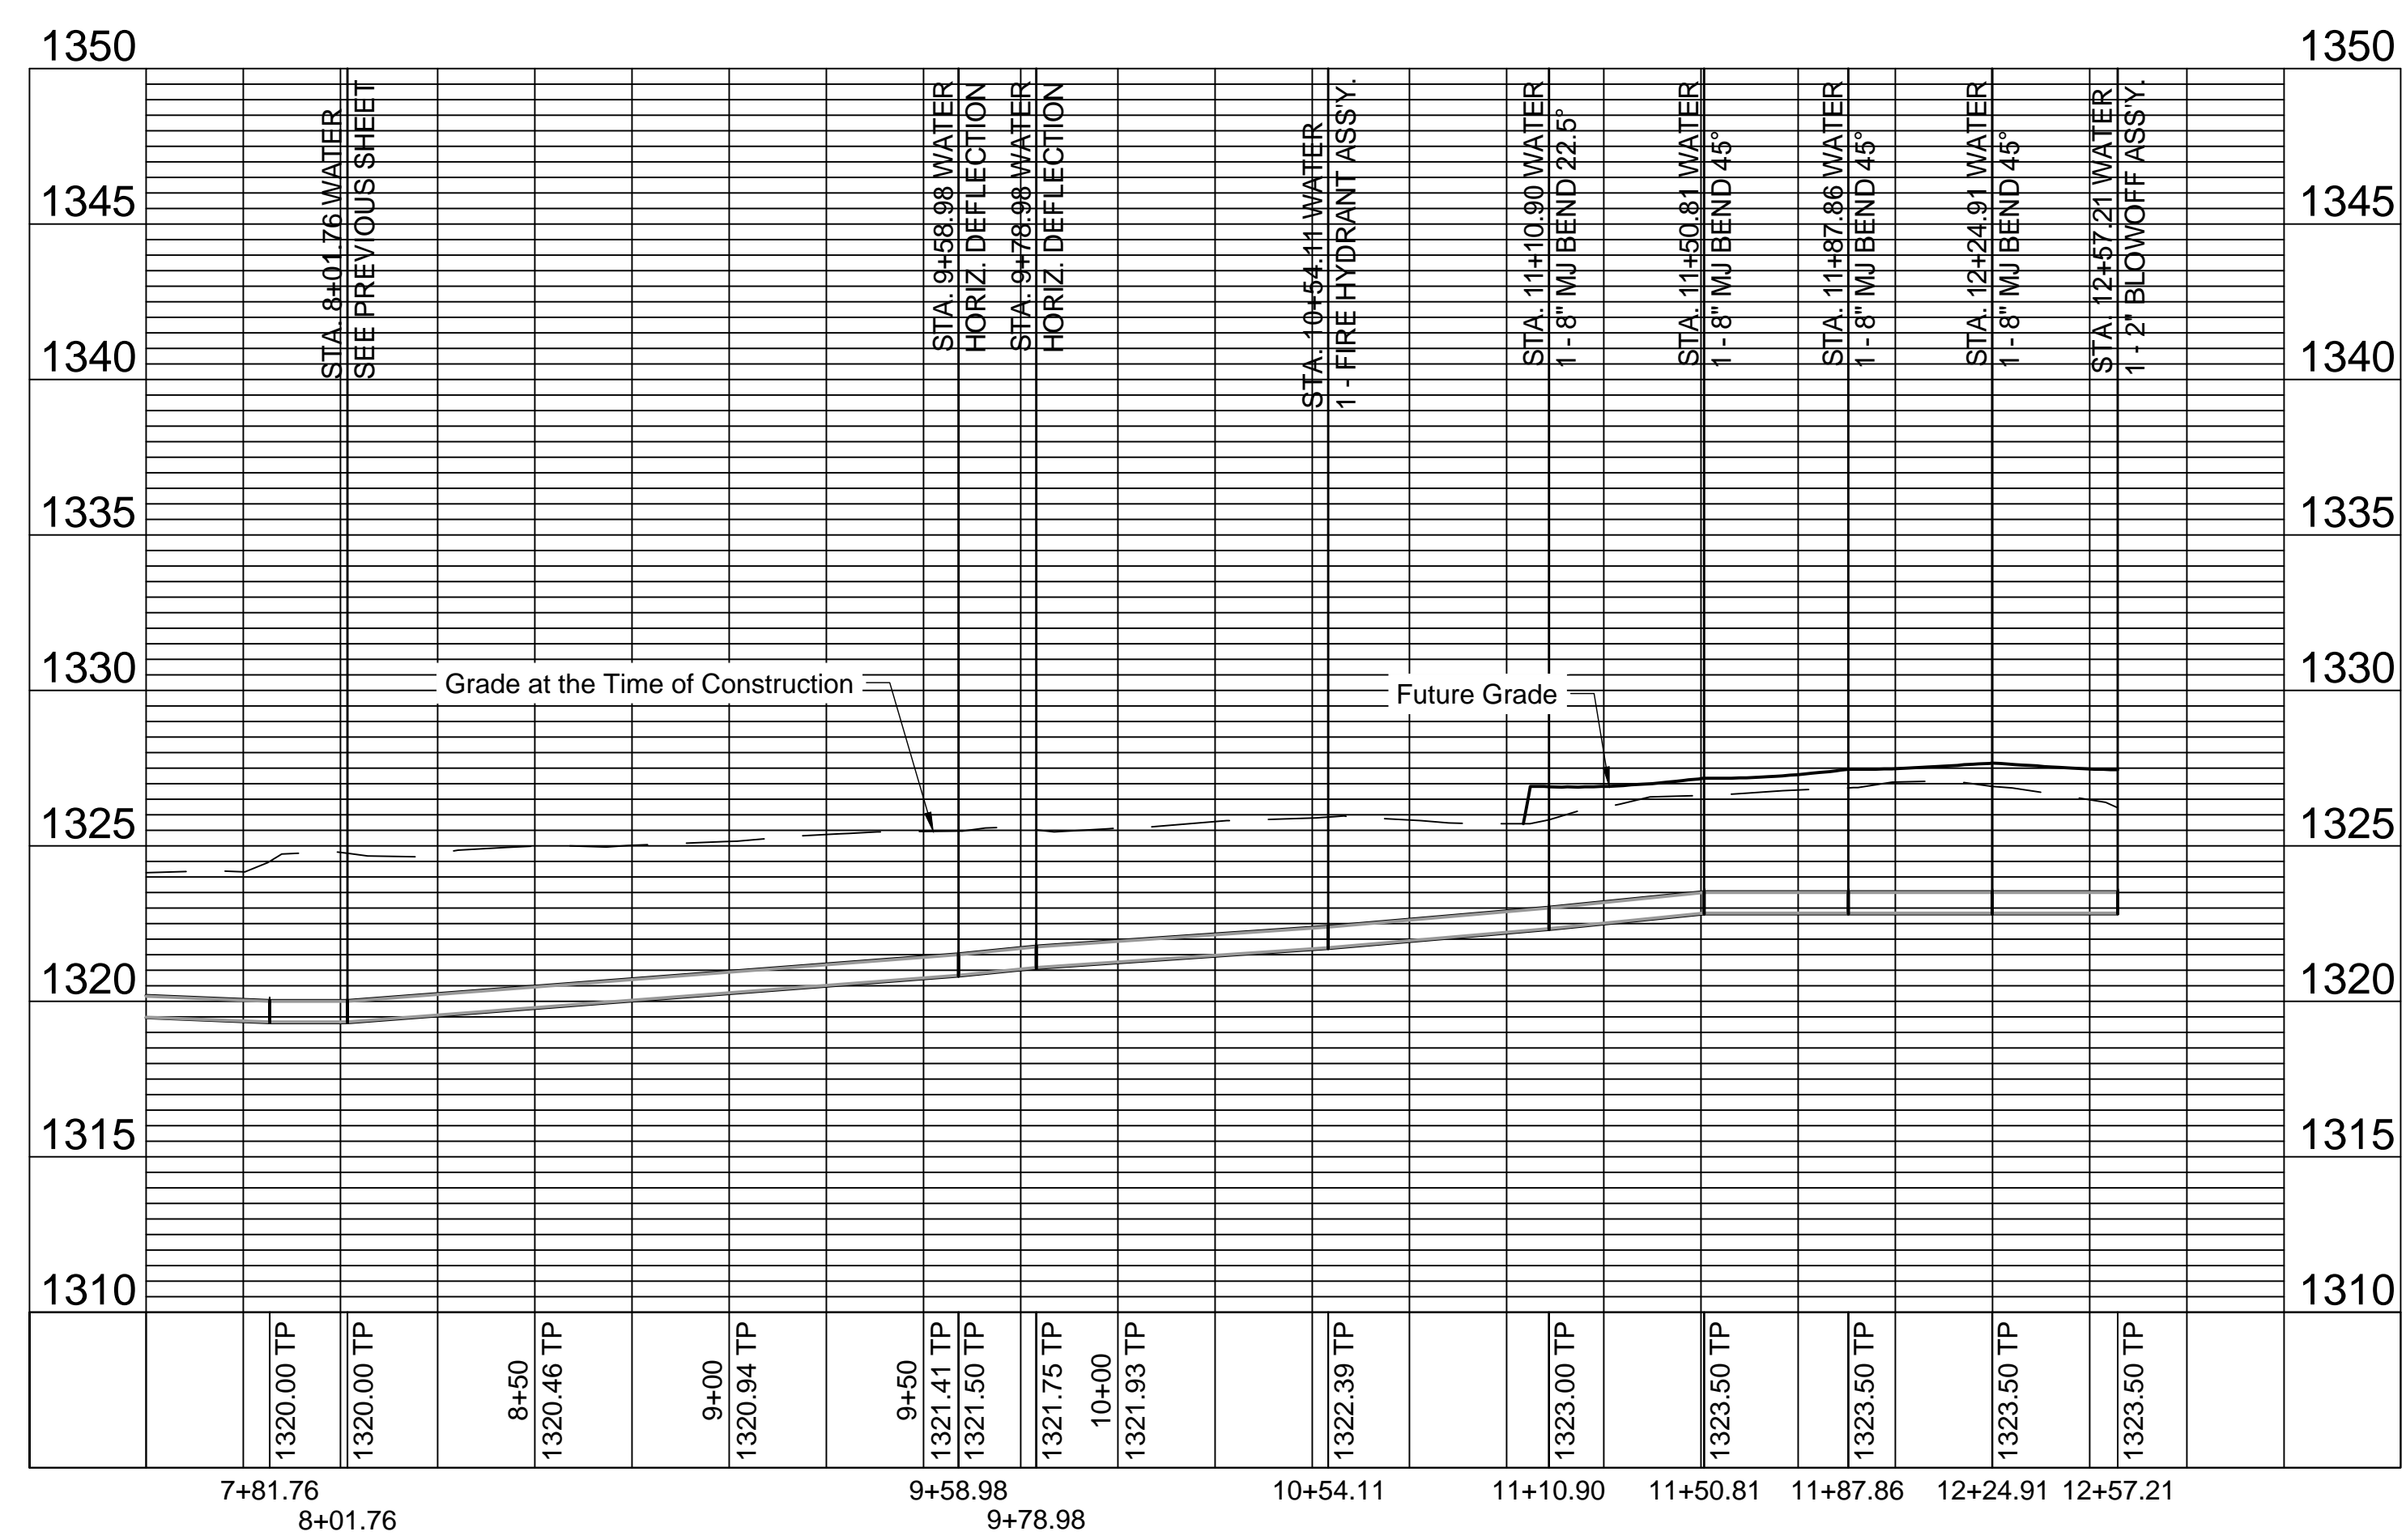 1350
1350
STA. 8+01.76 WATER
SEE PREVIOUS SHEET
STA. 9+58.98 WATER
HORIZ. DEFLECTION
STA. 9+78.98 WATER
HORIZ. DEFLECTION
STA. 10+54.11 WATER
1 - FIRE HYDRANT ASS'Y.
STA. 11+10.90 WATER
1 - 8" MJ BEND 22.5°
STA. 11+50.81 WATER
1 - 8" MJ BEND 45°
STA. 11+87.86 WATER
1 - 8" MJ BEND 45°
STA. 12+24.91 WATER
1 - 8" MJ BEND 45°
STA. 12+57.21 WATER
1 - 2" BLOWOFF ASS'Y.
1345
1345
1340
1340
1335
1335
1330
1330
Grade at the Time of Construction
Future Grade
1325
1325
1320
1320
1315
1315
1310
1310
1320.00 TP
1320.00 TP
8+50
1320.46 TP
9+00
1320.94 TP
9+50
1321.41 TP
1321.50 TP
1321.75 TP
10+00
1321.93 TP
1322.39 TP
1323.00 TP
1323.50 TP
1323.50 TP
1323.50 TP
1323.50 TP
7+81.76
8+01.76
9+58.98
9+78.98
10+54.11
11+10.90
11+50.81
11+87.86
12+24.91
12+57.21